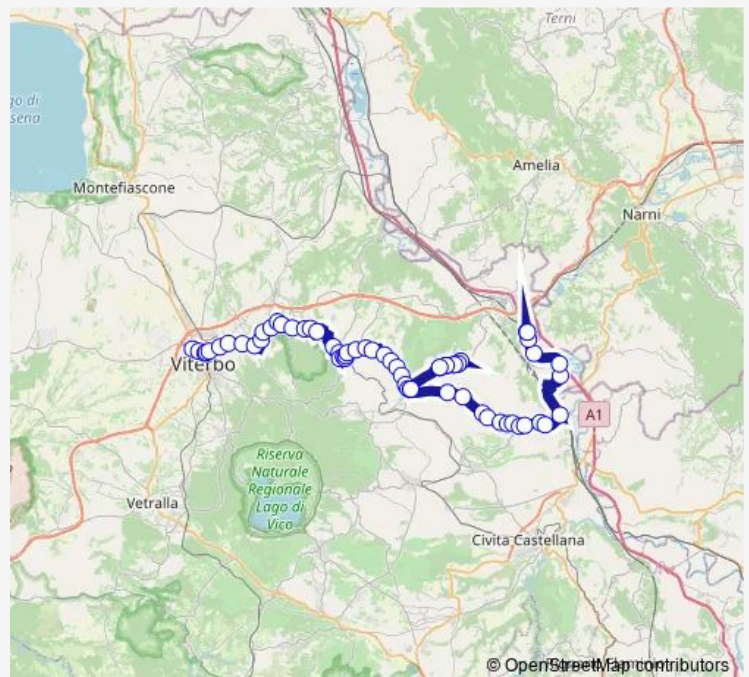 Terni
go di
sena
Amelia
Montefiascone
Narni
Viterbo
A1
Riserva
Naturale
Regionale
Lago di
Vico
Vetralla
Civita Castellana
© OpenStreetMap contributors